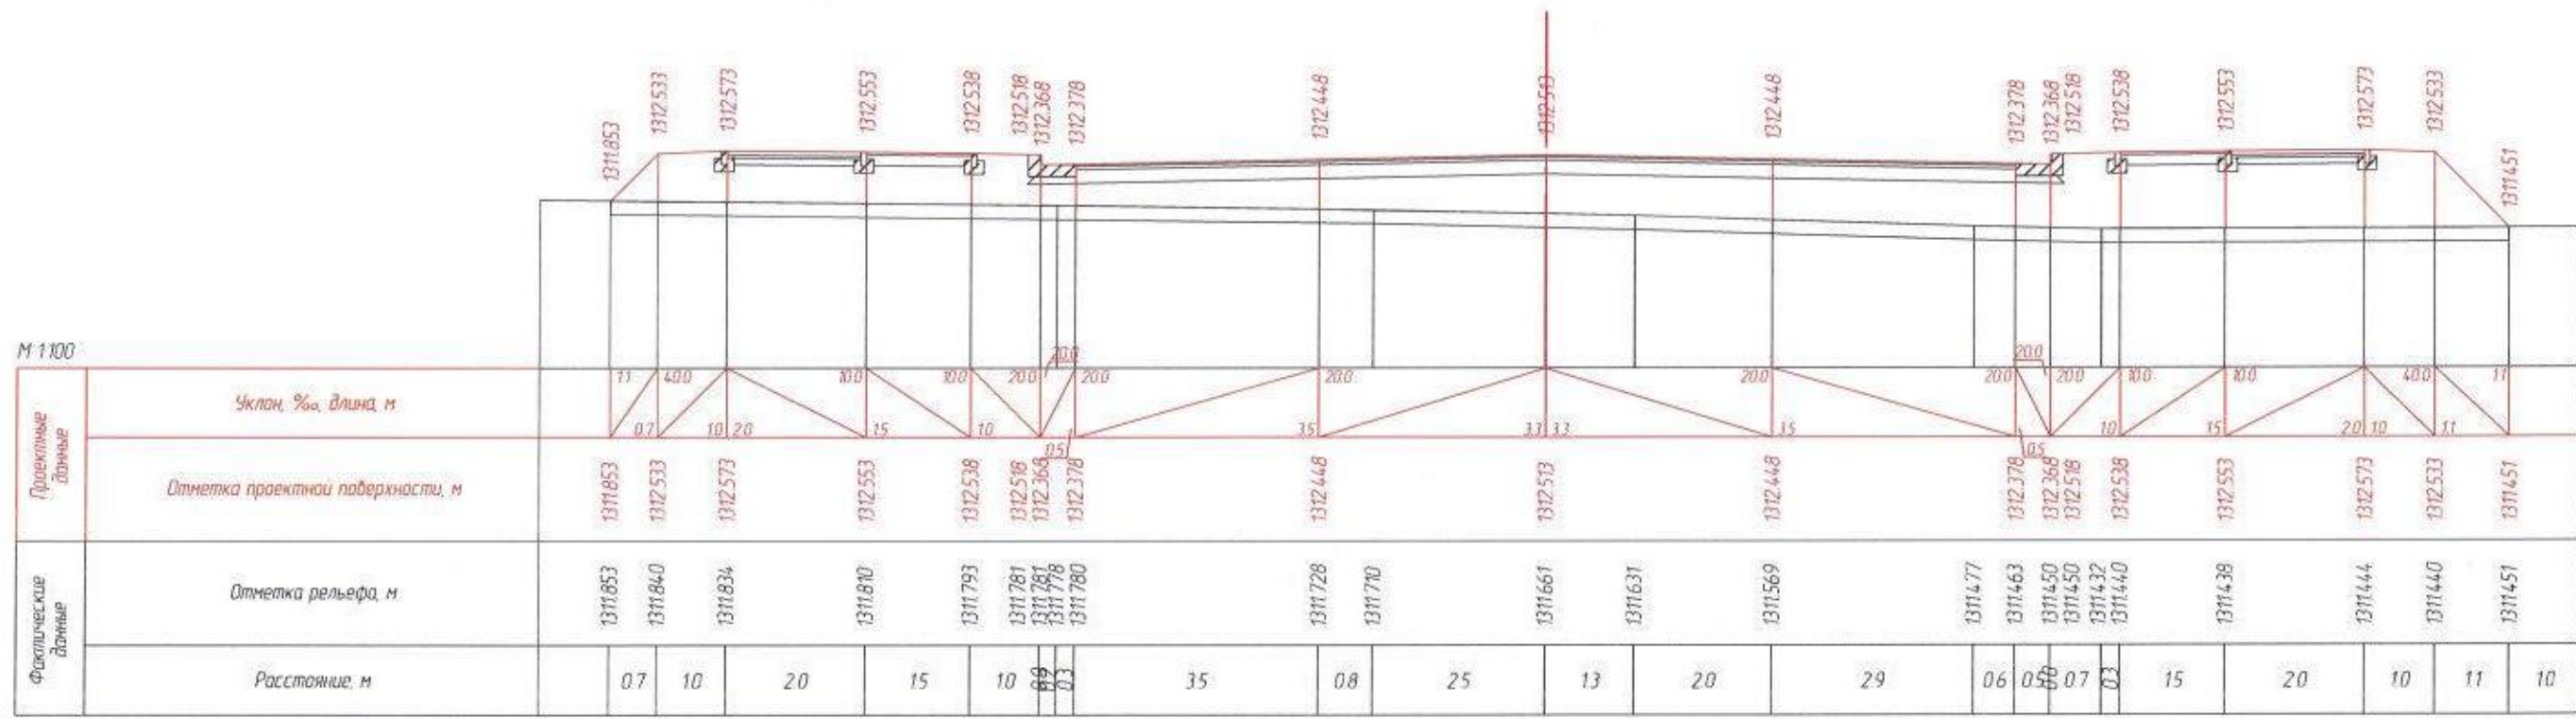 1311.853 1312.533 1312.573 1312.553 1312.538 1312.518 1312.368 1312.378 1312.448 1312.513 1312.448 1312.378 1312.368 1312.518 1312.538 1312.553 1312.573 1312.533 1311.451
М 1:100
Проектные данные
Уклон, ‰, длина, м
1:1 40.0 10.0 10.0 20.0 20.0 20.0 20.0 20.0 20.0 20.0 20.0 10.0 10.0 40.0 1:1
0.7 1.0 2.0 1.5 1.0 0.5 3.5 3.3 3.3 3.5 0.5 1.0 1.5 2.0 1.0 1.1
Отметка проектной поверхности, м
1311.853 1312.533 1312.573 1312.553 1312.538 1312.518 1312.368 1312.378 1312.448 1312.513 1312.448 1312.378 1312.368 1312.518 1312.538 1312.553 1312.573 1312.533 1311.451
Фактические данные
Отметка рельефа, м
1311.853 1311.840 1311.834 1311.810 1311.793 1311.781 1311.781 1311.778 1311.780 1311.728 1311.710 1311.661 1311.631 1311.569 1311.477 1311.463 1311.450 1311.450 1311.432 1311.440 1311.438 1311.444 1311.440 1311.451
Расстояние, м
0.7 1.0 2.0 1.5 1.0 0.3 3.5 0.8 2.5 1.3 2.0 2.9 0.6 0.5 0.0 0.7 0.3 1.5 2.0 1.0 1.1 1.0